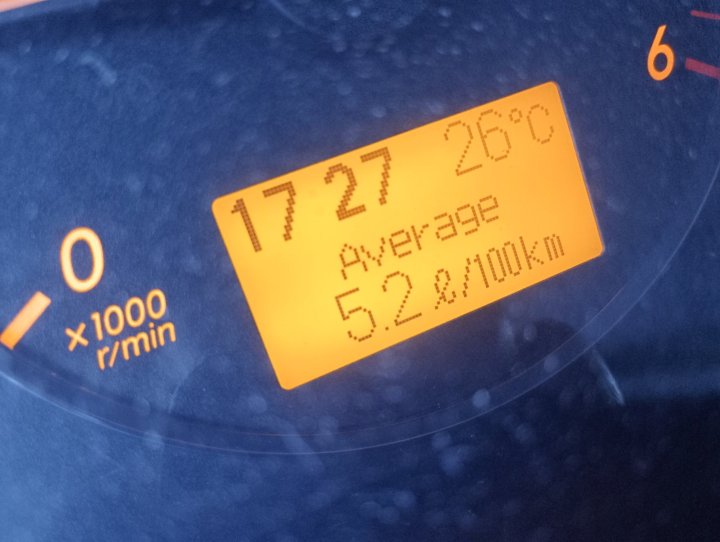 6
17 27 26°C
Average
5.2 ℓ/100km
0
x1000
r/min